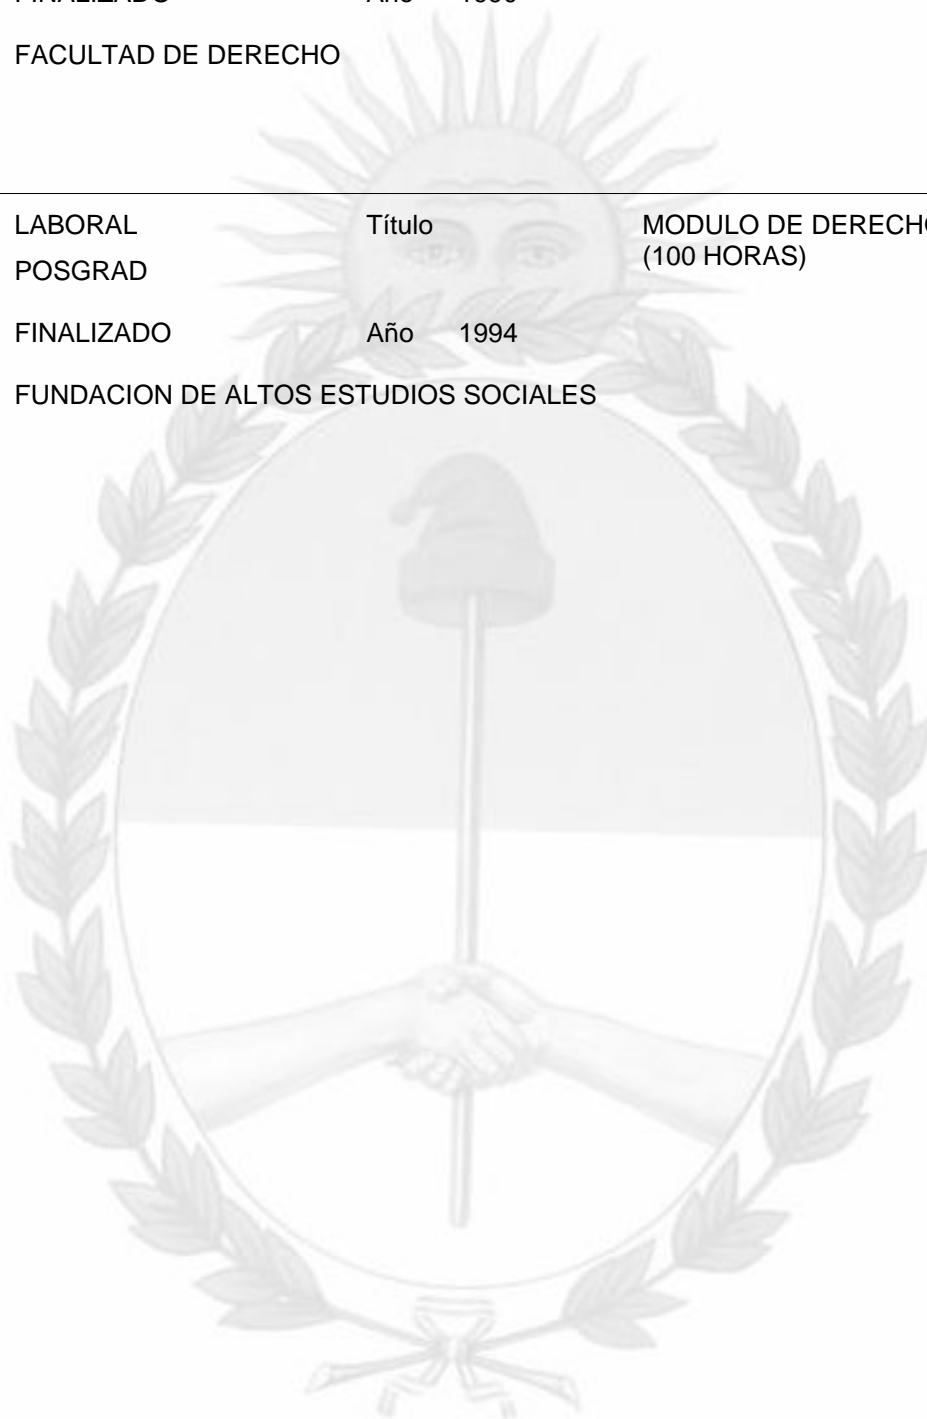 FACULTAD DE DERECHO
LABORAL Título MODULO DE DERECHO
POSGRAD (100 HORAS)
FINALIZADO Año 1994
FUNDACION DE ALTOS ESTUDIOS SOCIALES